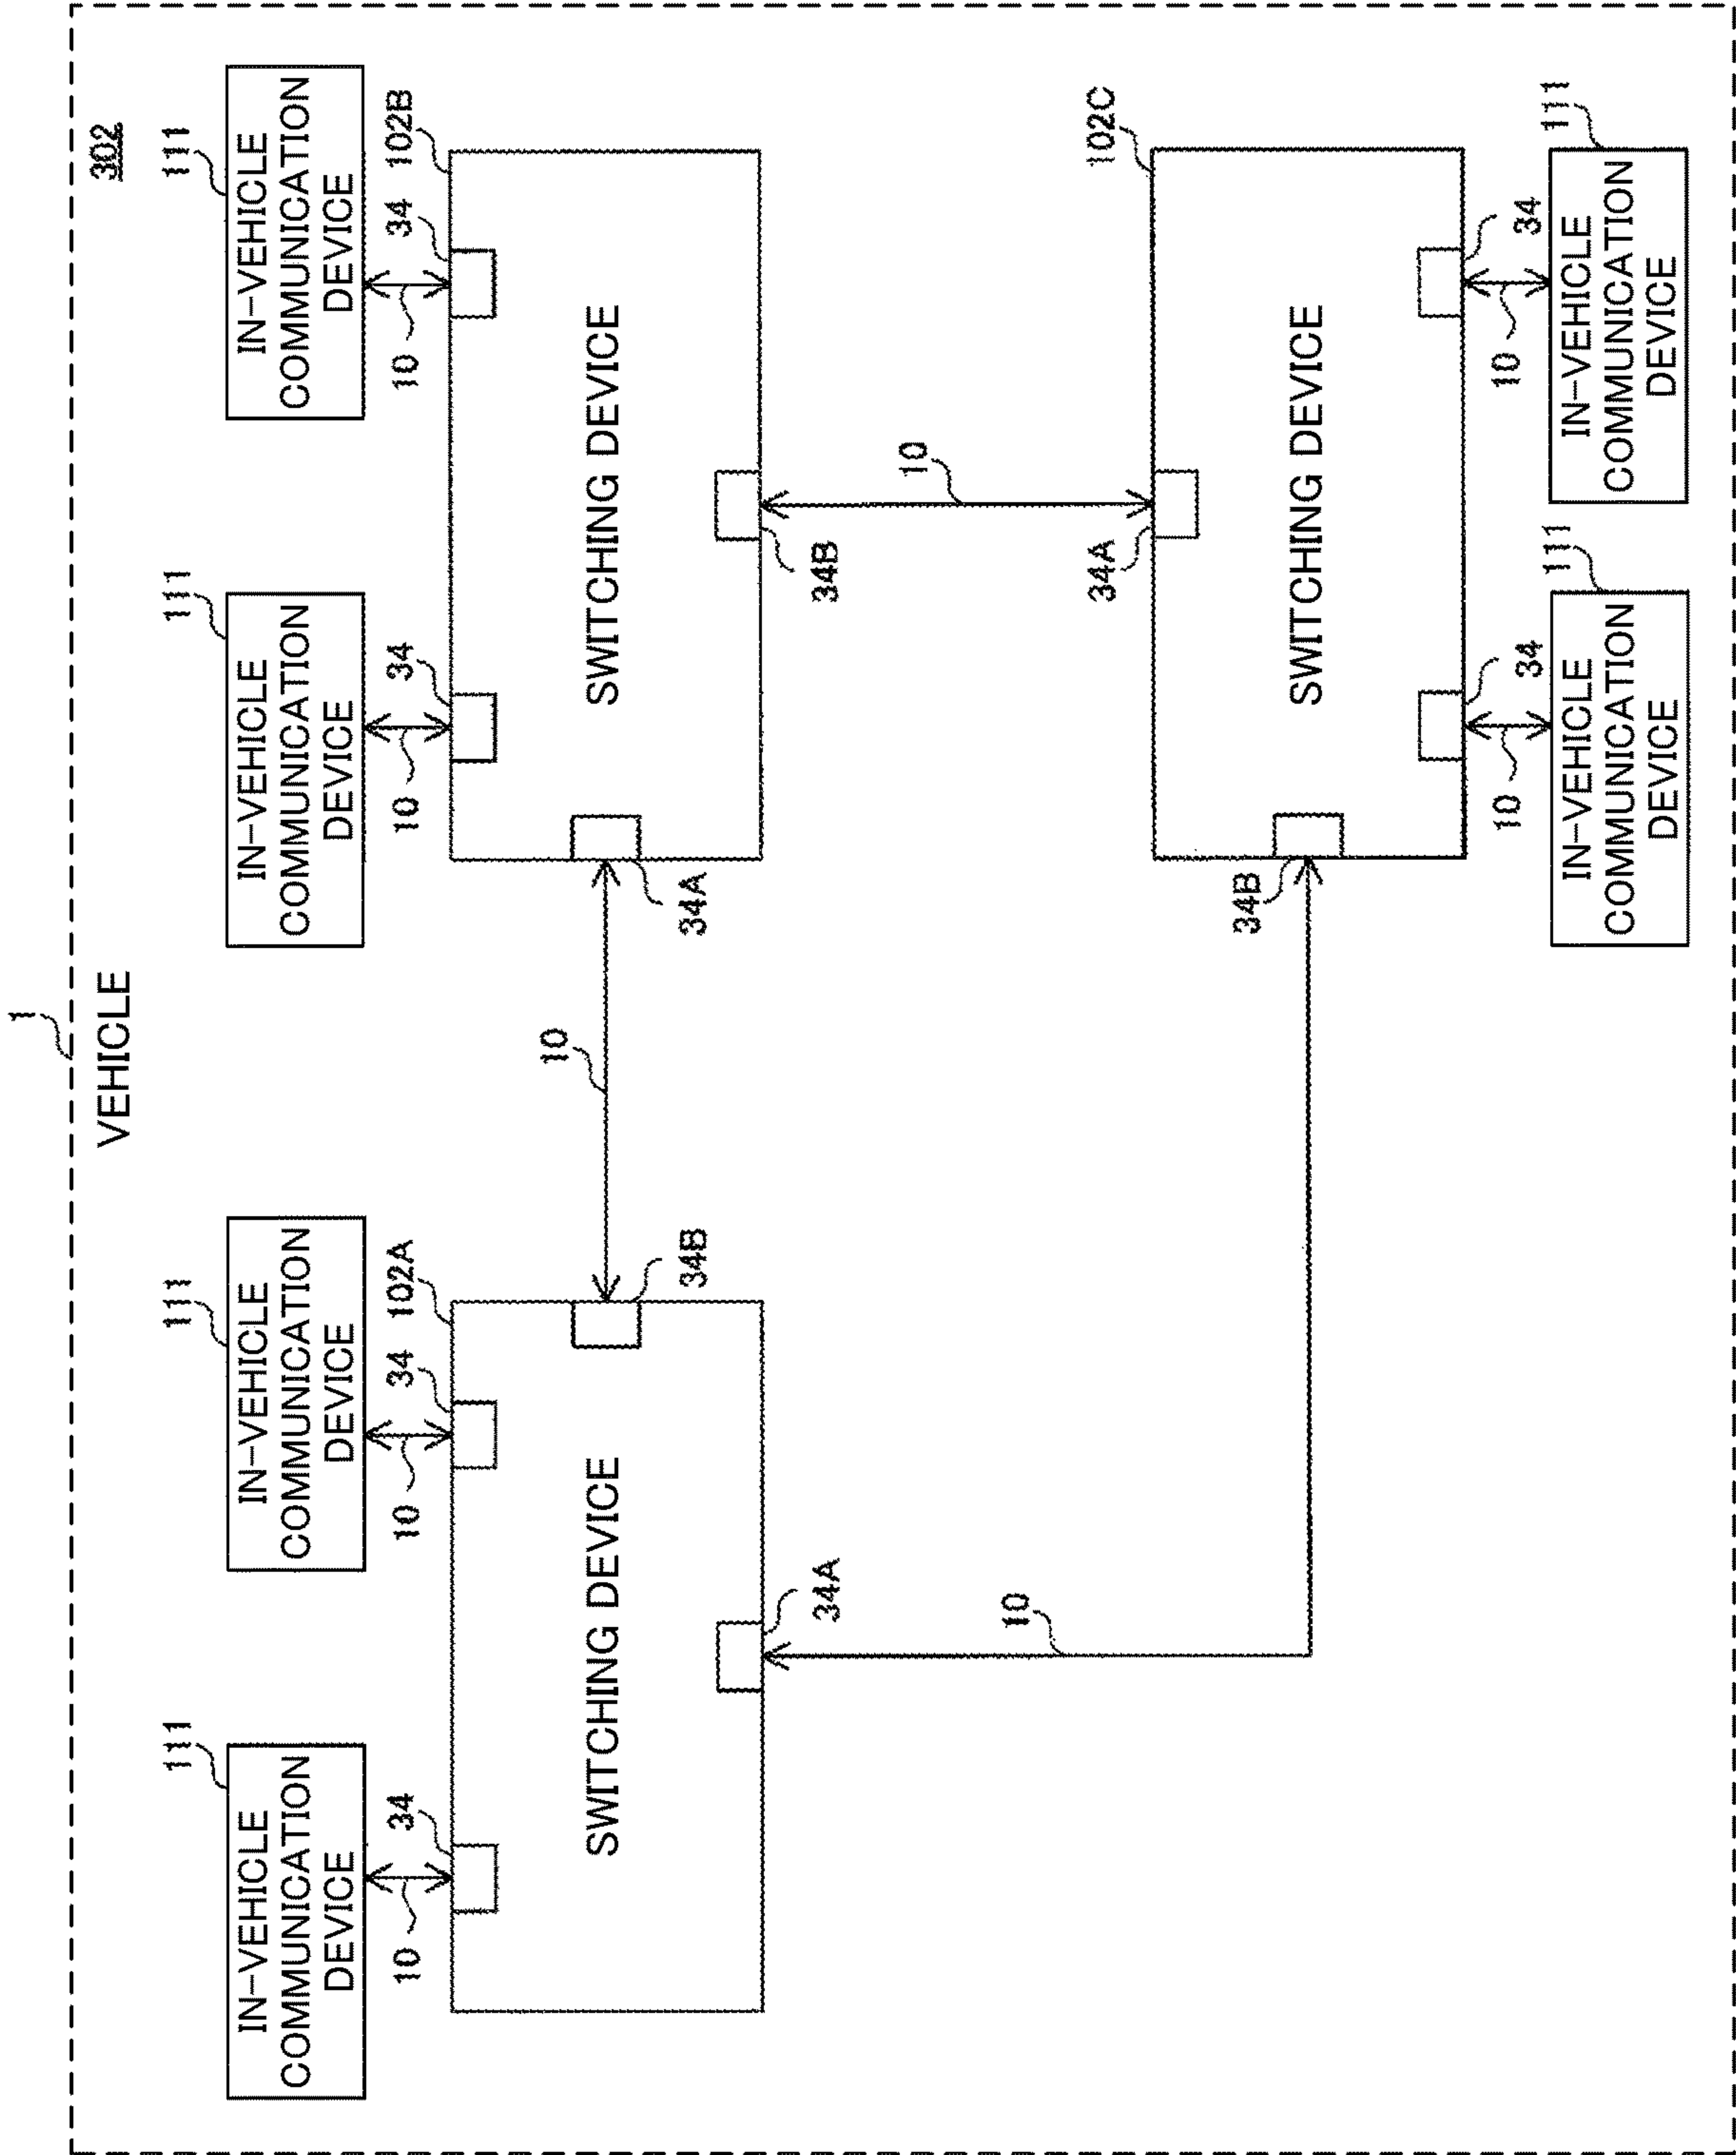 1
VEHICLE
302
111
IN-VEHICLE
COMMUNICATION
DEVICE
111
IN-VEHICLE
COMMUNICATION
DEVICE
111
IN-VEHICLE
COMMUNICATION
DEVICE
111
IN-VEHICLE
COMMUNICATION
DEVICE
10
34
10
34
102A
10
34
10
34
102B
SWITCHING DEVICE
34B
10
34A
SWITCHING DEVICE
34A
34B
10
10
34A
102C
34B
SWITCHING DEVICE
10
34
10
34
IN-VEHICLE
COMMUNICATION
DEVICE
111
IN-VEHICLE
COMMUNICATION
DEVICE
111